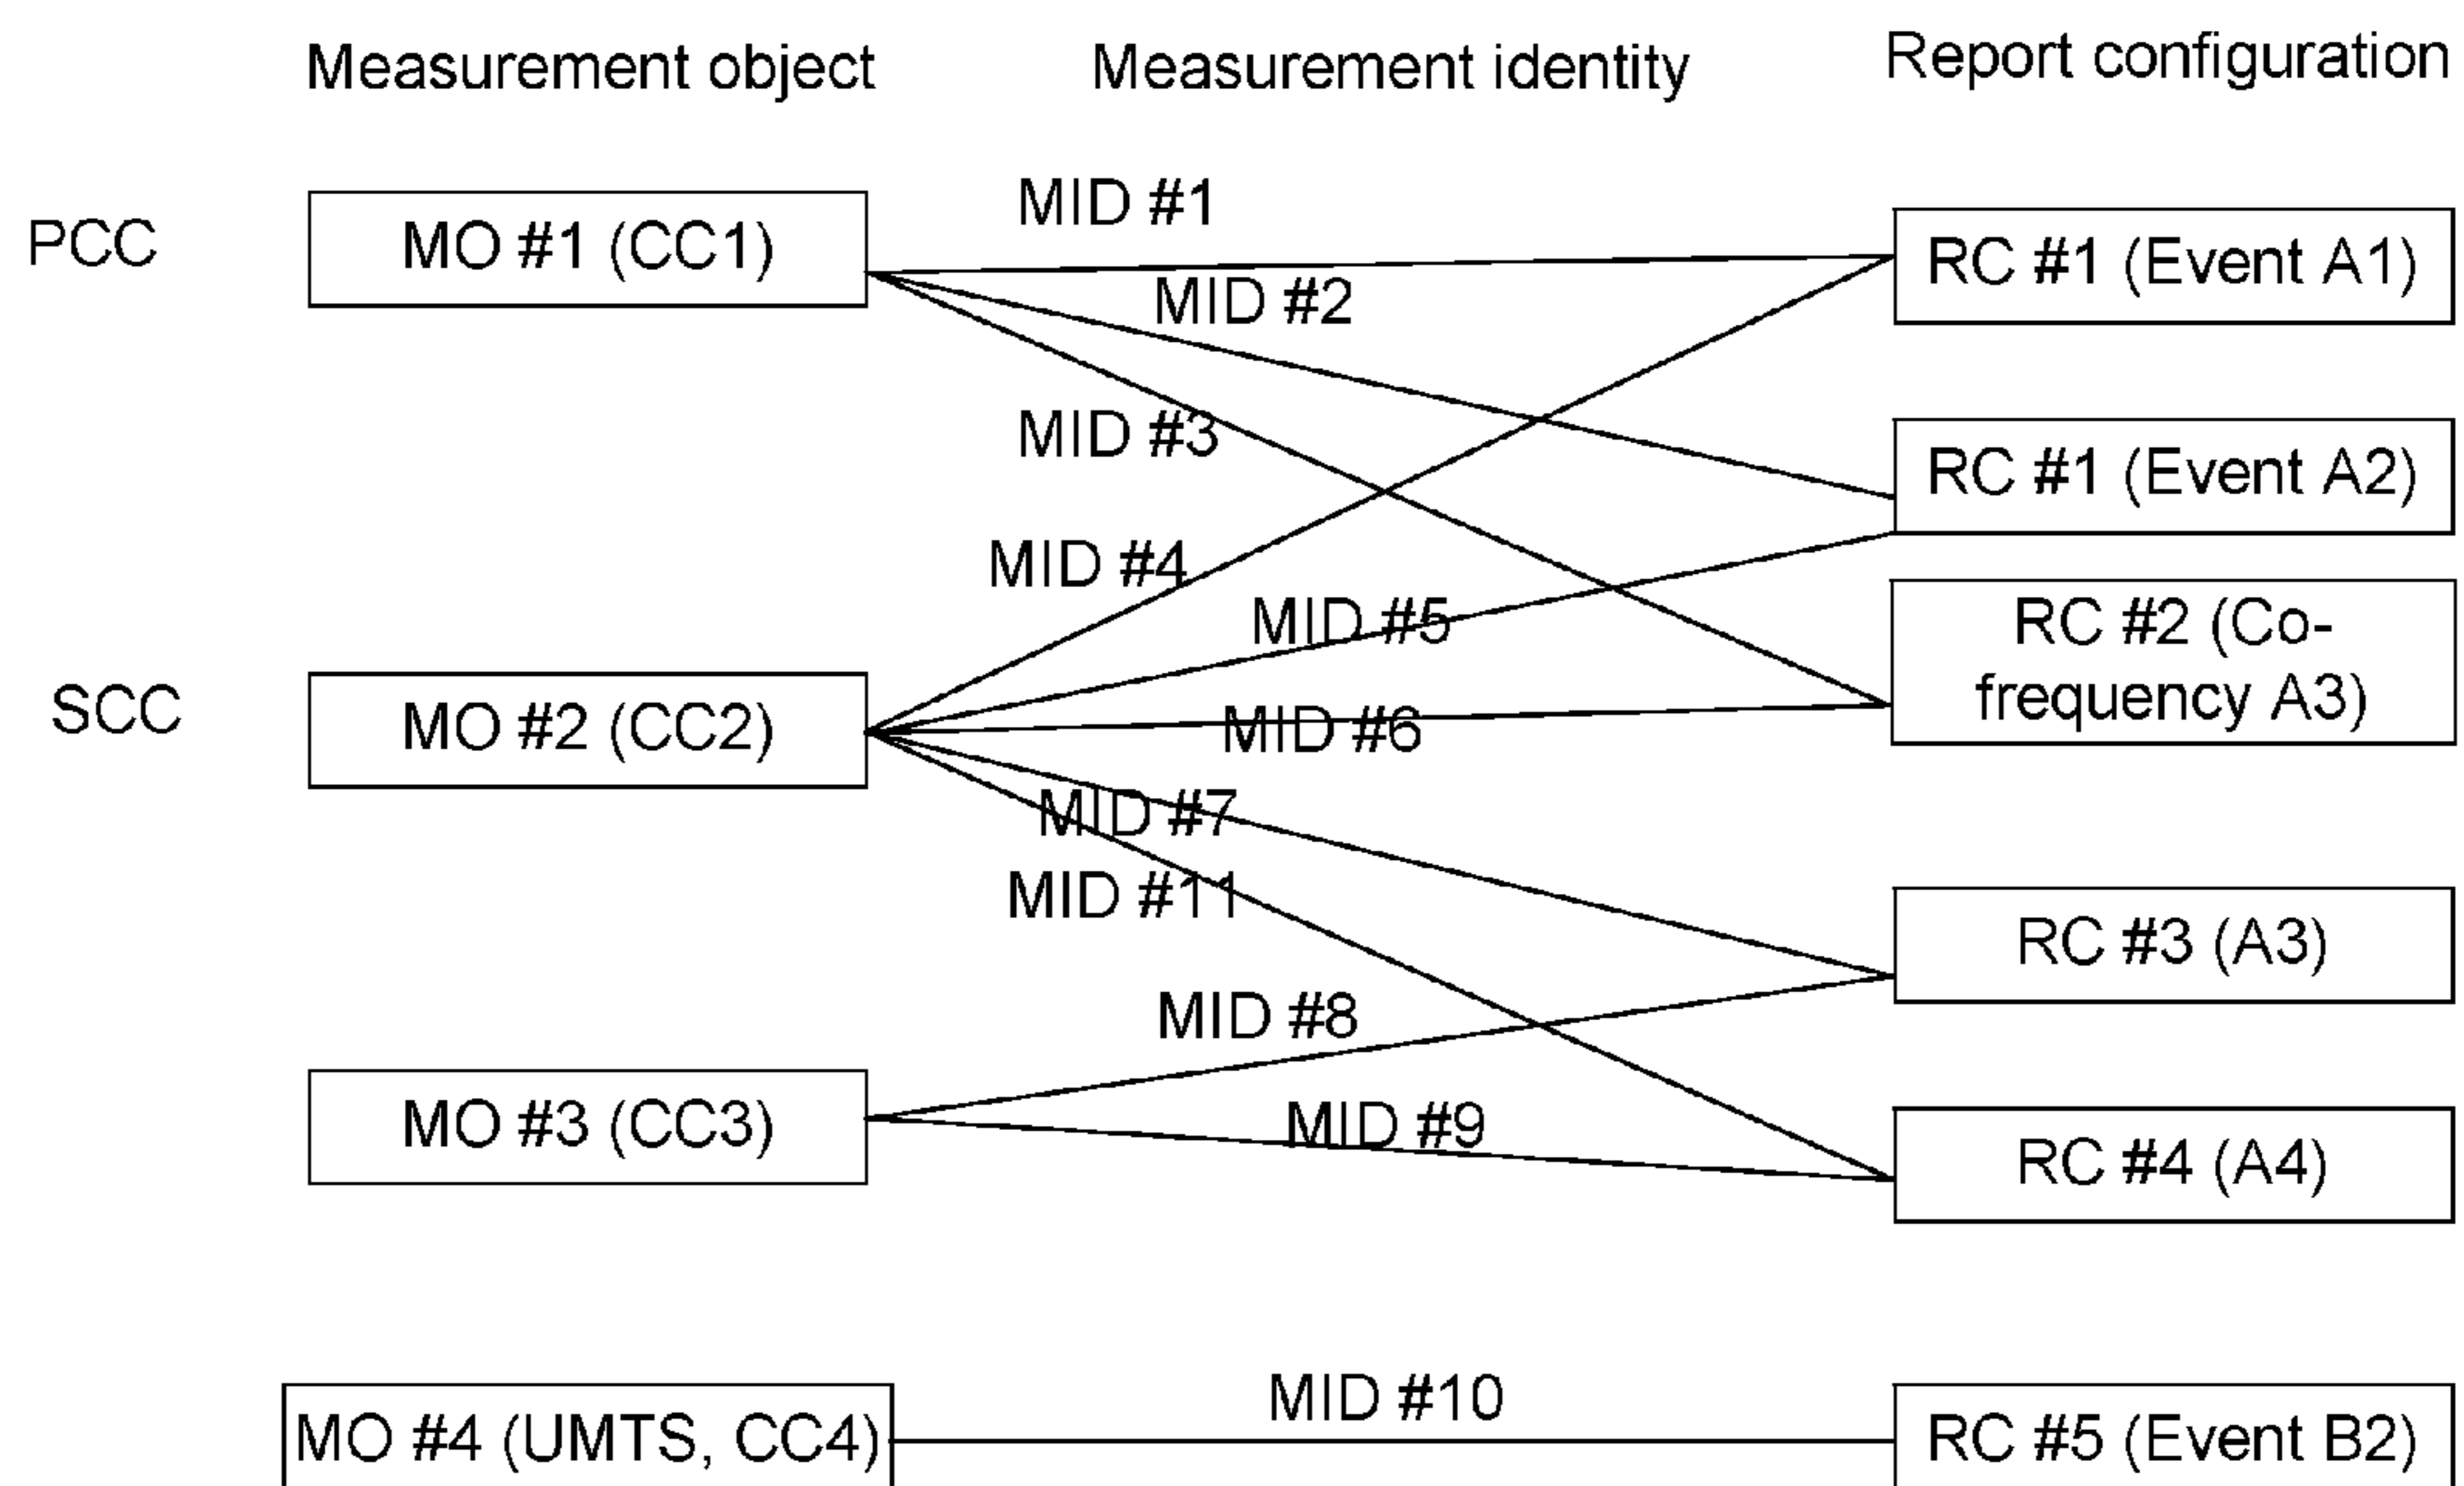 Measurement object
Measurement identity
Report configuration
PCC
MO #1 (CC1)
MID #1
RC #1 (Event A1)
MID #2
MID #3
RC #1 (Event A2)
MID #4
MID #5
RC #2 (Co-
frequency A3)
SCC
MO #2 (CC2)
MID #6
MID #7
MID #11
RC #3 (A3)
MID #8
MO #3 (CC3)
MID #9
RC #4 (A4)
MID #10
MO #4 (UMTS, CC4)
RC #5 (Event B2)